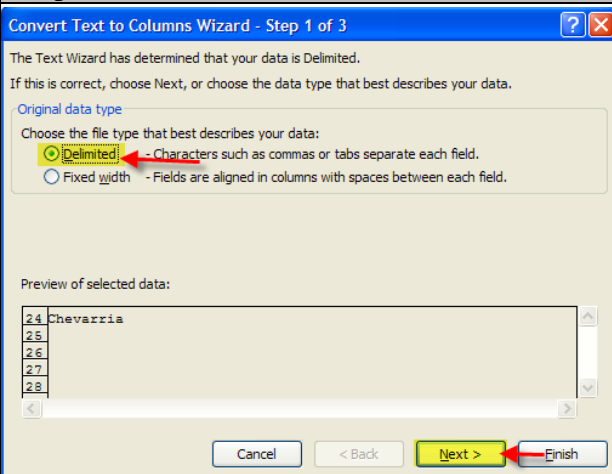 Convert Text to Columns Wizard - Step 1 of 3
The Text Wizard has determined that your data is Delimited.
If this is correct, choose Next, or choose the data type that best describes your data.
Original data type
Choose the file type that best describes your data:
Delimited - Characters such as commas or tabs separate each field.
Fixed width - Fields are aligned in columns with spaces between each field.
Preview of selected data:
24 Chevarria
25
26
27
28
Cancel < Back Next > Finish